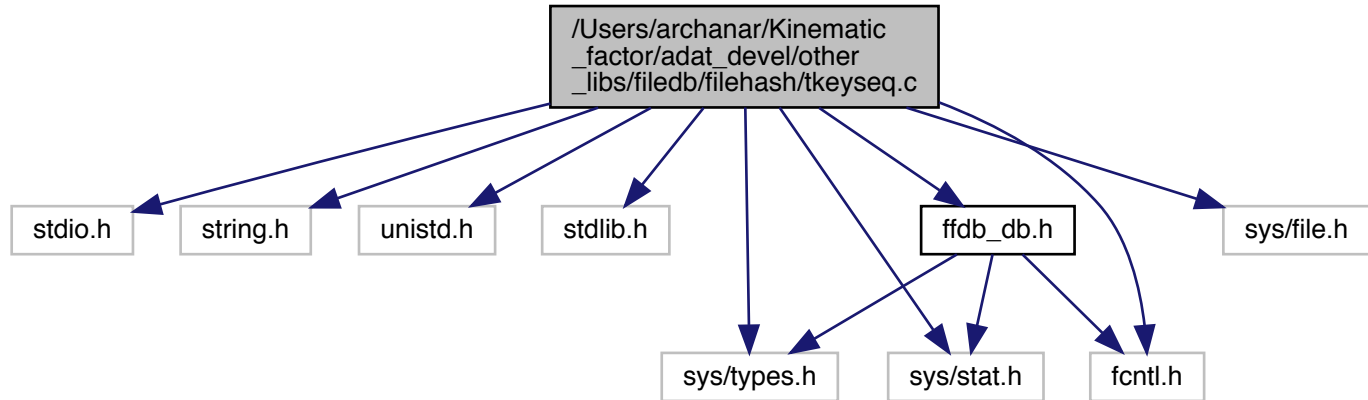 /Users/archanar/Kinematic
_factor/adat_devel/other
_libs/filedb/filehash/tkeyseq.c
stdio.h
string.h
unistd.h
stdlib.h
ffdb_db.h
sys/file.h
sys/types.h
sys/stat.h
fcntl.h